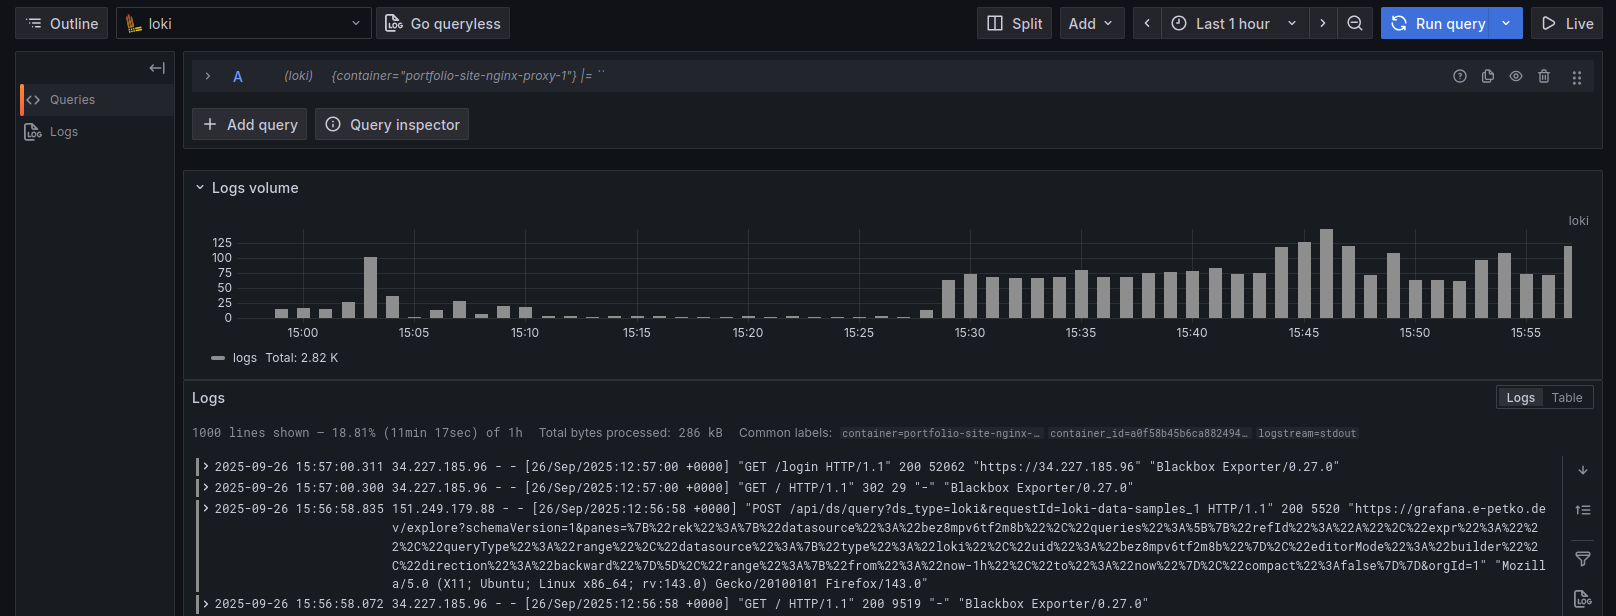 Outline
loki
Go queryless
Split
Add
Last 1 hour
Run query
Live
Queries
Logs
A (loki) {container="portfolio-site-nginx-proxy-1"} |= ``
Add query
Query inspector
Logs volume
loki
125
100
75
50
25
0
15:00 15:05 15:10 15:15 15:20 15:25 15:30 15:35 15:40 15:45 15:50 15:55
logs Total: 2.82 K
Logs
Logs Table
1000 lines shown — 18.81% (11min 17sec) of 1h Total bytes processed: 286 kB Common labels: container=portfolio-site-nginx-… container_id=a0f58b45b6ca882494… logstream=stdout
2025-09-26 15:57:00.311 34.227.185.96 - - [26/Sep/2025:12:57:00 +0000] "GET /login HTTP/1.1" 200 52062 "https://34.227.185.96" "Blackbox Exporter/0.27.0"
2025-09-26 15:57:00.300 34.227.185.96 - - [26/Sep/2025:12:57:00 +0000] "GET / HTTP/1.1" 302 29 "-" "Blackbox Exporter/0.27.0"
2025-09-26 15:56:58.835 151.249.179.88 - - [26/Sep/2025:12:56:58 +0000] "POST /api/ds/query?ds_type=loki&requestId=loki-data-samples_1 HTTP/1.1" 200 5520 "https://grafana.e-petko.de
v/explore?schemaVersion=1&panes=%7B%22rek%22%3A%7B%22datasource%22%3A%22bez8mpv6tf2m8b%22%2C%22queries%22%3A%5B%7B%22refId%22%3A%22A%22%2C%22expr%22%3A%22%2
2%2C%22queryType%22%3A%22range%22%2C%22datasource%22%3A%7B%22type%22%3A%22loki%22%2C%22uid%22%3A%22bez8mpv6tf2m8b%22%7D%2C%22editorMode%22%3A%22builder%22%2
C%22direction%22%3A%22backward%22%7D%5D%2C%22range%22%3A%7B%22from%22%3A%22now-1h%22%2C%22to%22%3A%22now%22%7D%2C%22compact%22%3Afalse%7D%7D&orgId=1" "Mozill
a/5.0 (X11; Ubuntu; Linux x86_64; rv:143.0) Gecko/20100101 Firefox/143.0"
2025-09-26 15:56:58.072 34.227.185.96 - - [26/Sep/2025:12:56:58 +0000] "GET / HTTP/1.1" 200 9519 "-" "Blackbox Exporter/0.27.0"